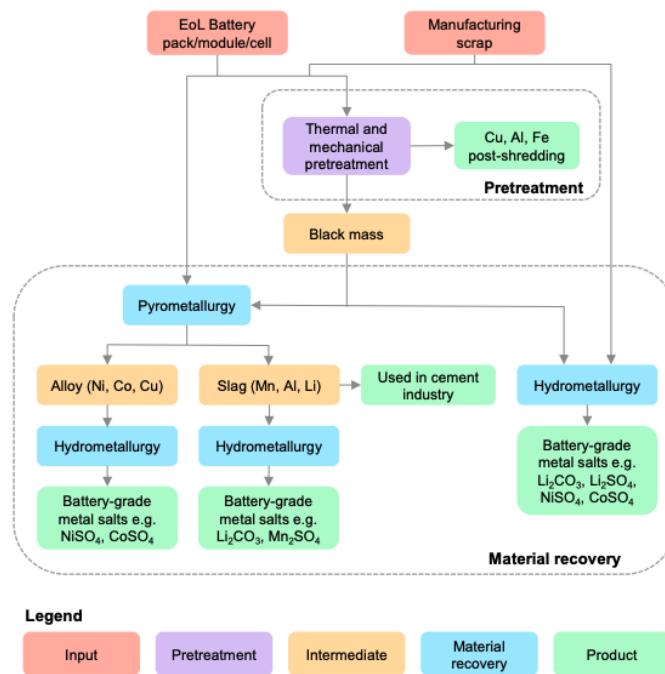 EoL Battery
pack/module/cell
Manufacturing
scrap
Thermal and
mechanical
pretreatment
Cu, Al, Fe
post-shredding
Pretreatment
Black mass
Pyrometallurgy
Alloy (Ni, Co, Cu)
Slag (Mn, Al, Li)
Used in cement
industry
Hydrometallurgy
Hydrometallurgy
Hydrometallurgy
Battery-grade
metal salts e.g.
NiSO₄, CoSO₄
Battery-grade
metal salts e.g.
Li₂CO₃, Mn₂SO₄
Battery-grade
metal salts e.g.
Li₂CO₃, Li₂SO₄,
NiSO₄, CoSO₄
Material recovery
Legend
Input
Pretreatment
Intermediate
Material
recovery
Product